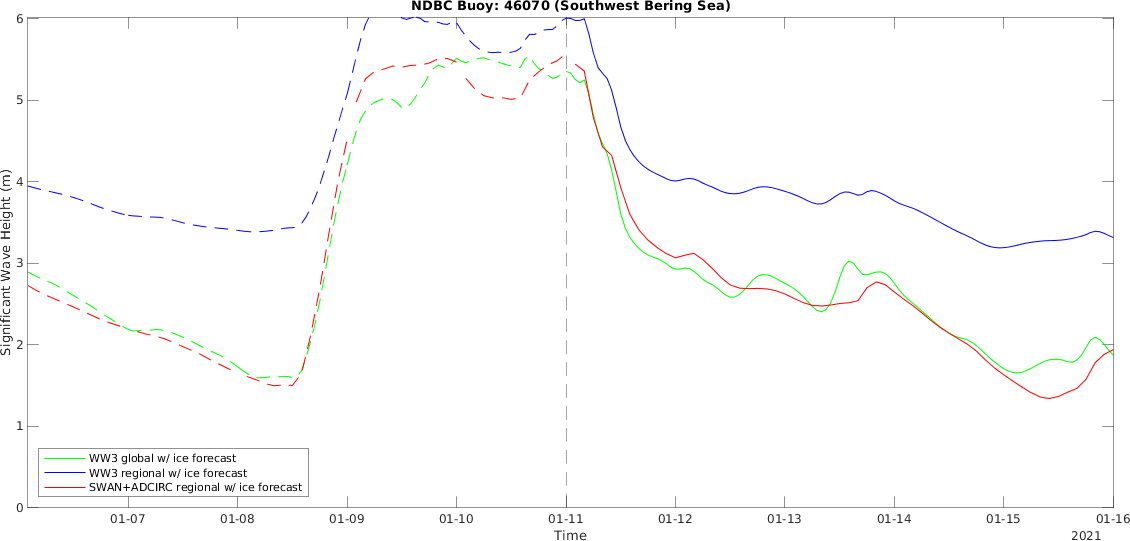 NDBC Buoy: 46070 (Southwest Bering Sea)
6
5
4
3
2
1
0
Significant Wave Height (m)
WW3 global w/ ice forecast
WW3 regional w/ ice forecast
SWAN+ADCIRC regional w/ ice forecast
01-07 01-08 01-09 01-10 01-11 01-12 01-13 01-14 01-15 01-16
Time
2021